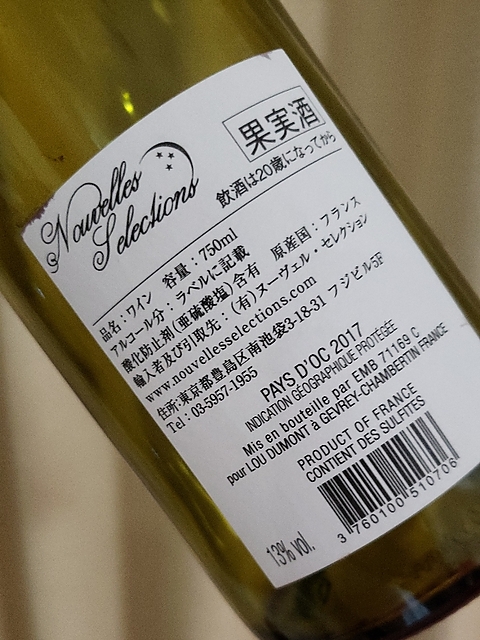 Nouvelles
Selections
果実酒
飲酒は20歳になってから
品名：ワイン　容量：750ml
アルコール分：ラベルに記載　原産国：フランス
酸化防止剤(亜硫酸塩)含有
輸入者及び引取先：(有)ヌーヴェル・セレクション
www.nouvellesselections.com
住所:東京都豊島区南池袋3-18-31 フジビル5F
Tel : 03-5957-1955
PAYS D'OC 2017
INDICATION GÉOGRAPHIQUE PROTÉGÉE
Mis en bouteille par EMB 71169 C
pour LOU DUMONT à GEVREY-CHAMBERTIN FRANCE
PRODUCT OF FRANCE
CONTIENT DES SULFITES
13% vol.
3 760100 510706